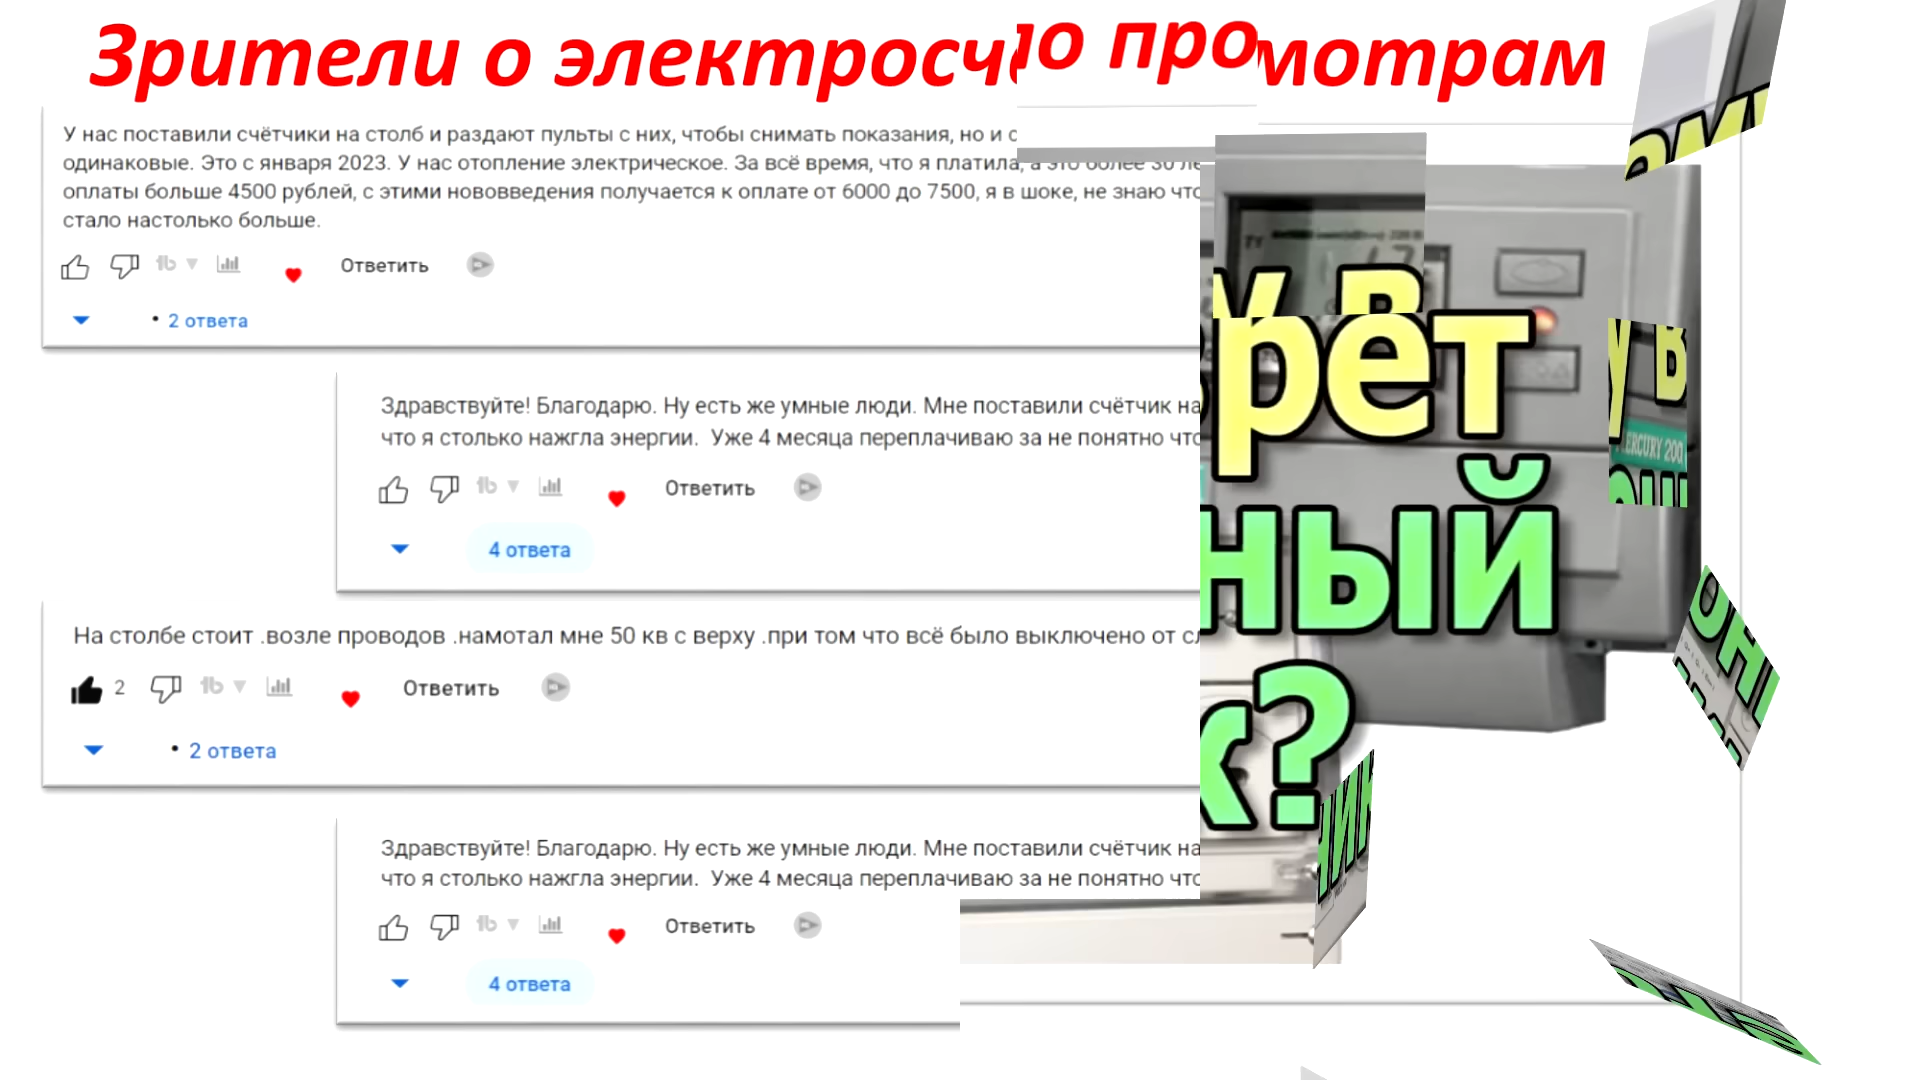 Зрители о электросч
ю про
мотрам
У нас поставили счётчики на столб и раздают пульты с них, чтобы снимать показания, но и с
одинаковые. Это с января 2023. У нас отопление электрическое. За всё время, что я платила, а это более 30 ле
оплаты больше 4500 рублей, с этими нововведения получается к оплате от 6000 до 7500, я в шоке, не знаю что
стало настолько больше.
Ответить
2 ответа
Здравствуйте! Благодарю. Ну есть же умные люди. Мне поставили счётчик на
что я столько нажгла энергии. Уже 4 месяца переплачиваю за не понятно что
Ответить
4 ответа
На столбе стоит .возле проводов .намотал мне 50 кв с верху .при том что всё было выключено от сл
2
Ответить
2 ответа
Здравствуйте! Благодарю. Ну есть же умные люди. Мне поставили счётчик на
что я столько нажгла энергии. Уже 4 месяца переплачиваю за не понятно что
Ответить
4 ответа
у в
рёт
ный
к?
у в
ERCURY 200